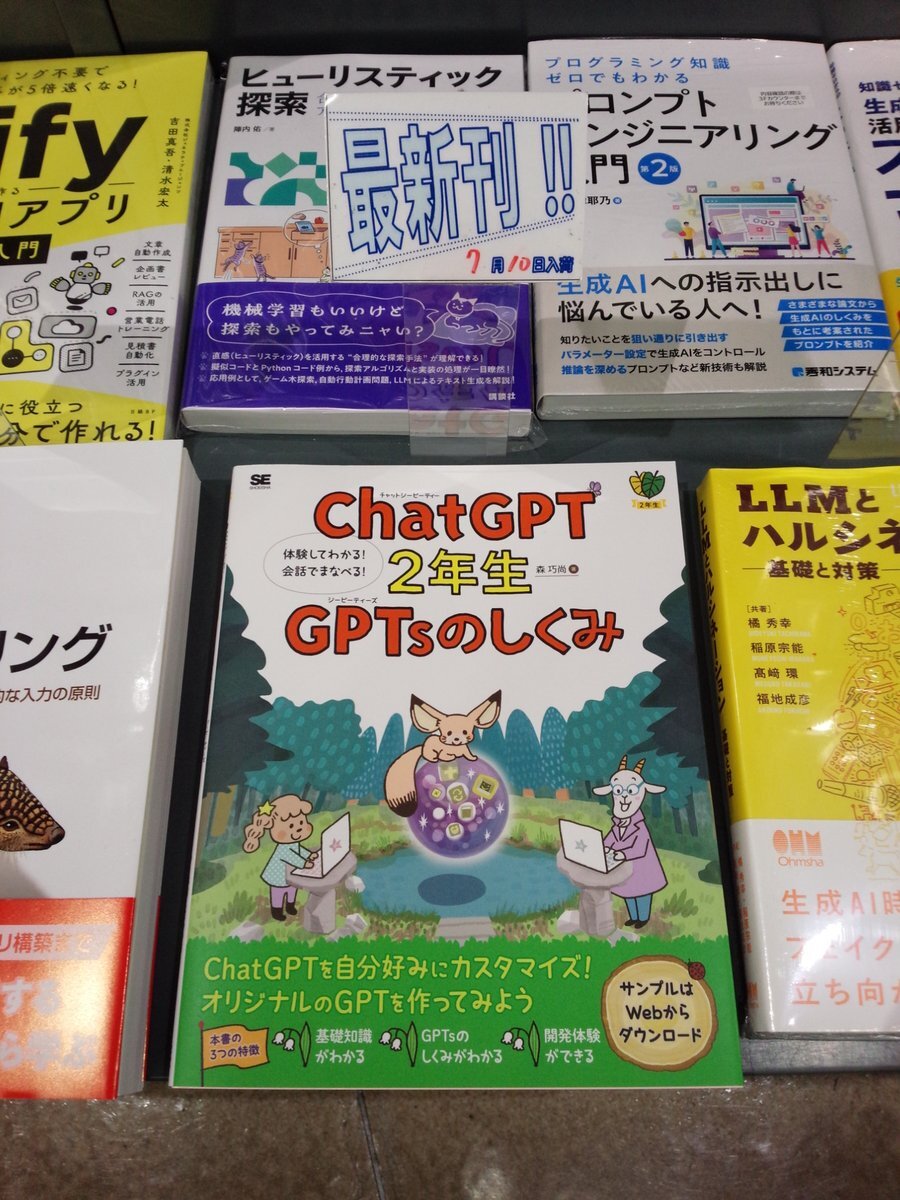 ィング不要で
が5倍速くなる!
ify
アプリ
入門
吉田真吾・清水宏太
文章
自動作成
企画書
レビュー
RAGの
活用
営業電話
トレーニング
見積書
自動化
プラグイン
活用
に役立つ
分で作れる!
日経BP
ヒューリスティック
探索
陣内 佑
最新刊!!
7月10日入荷
機械学習もいいけど
探索もやってみニャい?
直感(ヒューリスティック)を活用する"合理的な探索手法"が理解できる!
擬似コードとPythonコード例から、探索アルゴリズムと実装の処理が一目瞭然!
応用例として、ゲーム木探索、自動行動計画問題、LLMによるテキスト生成を解説!
講談社
プログラミング知識
ゼロでもわかる
ロンプト
ンジニアリング
門 第2版
耶乃 著
生成AIへの指示出しに
悩んでいる人へ!
知りたいことを狙い通りに引き出す
パラメーター設定で生成AIをコントロール
推論を深めるプロンプトなど新技術も解説
さまざまな論文から
生成AIのしくみを
もとに考案された
プロンプトを紹介
秀和システム
知識ゼ
生成
活用
リング
的な入力の原則
リ構築まで
する
ら学ぶ
SE
SHOEISHA
チャットジーピーティー
ChatGPT
2年生
体験してわかる!
会話でまなべる!
2年生
森 巧尚 著
ジーピーティーズ
GPTsのしくみ
ChatGPTを自分好みにカスタマイズ!
オリジナルのGPTを作ってみよう
本書の
3つの特徴
基礎知識
がわかる
GPTsの
しくみがわかる
開発体験
ができる
サンプルは
Webから
ダウンロード
LLMと
ハルシネ
基礎と対策
[共著]
橘 秀幸
稲原宗能
髙﨑 環
福地成彦
OHM
Ohmsha
生成AI時
フェイク
立ち向か